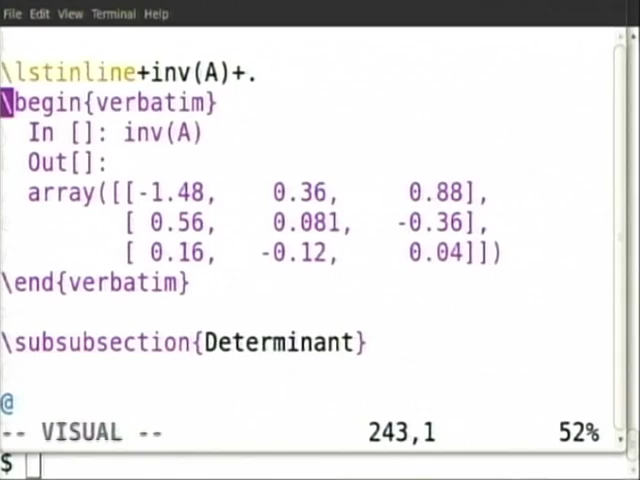 File Edit View Terminal Help
\lstinline+inv(A)+.
\begin{verbatim}
  In []: inv(A)
  Out[]:
  array([[-1.48,    0.36,     0.88],
         [ 0.56,    0.081,   -0.36],
         [ 0.16,   -0.12,     0.04]])
\end{verbatim}
\subsubsection{Determinant}
@
-- VISUAL --    243,1    52%
$